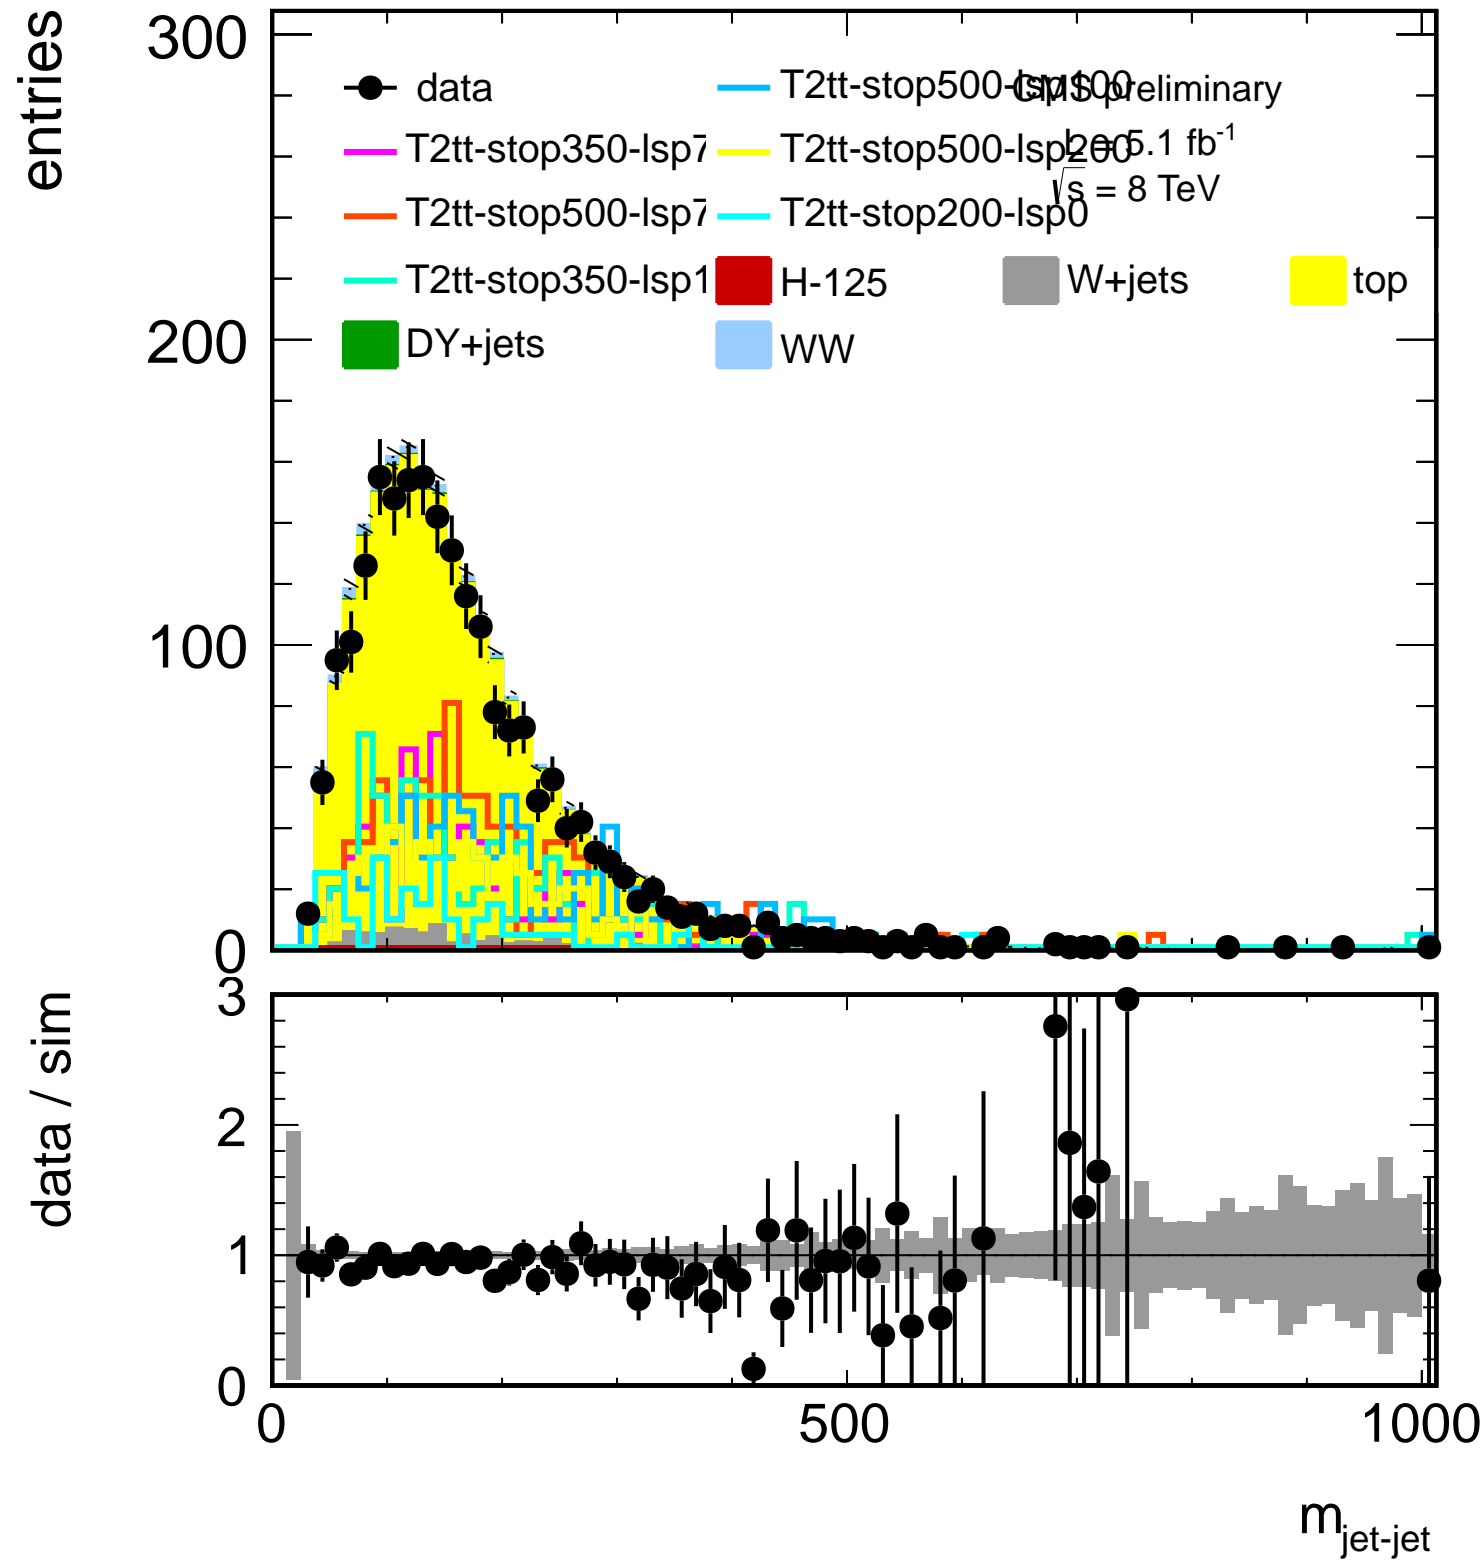 entries
300
200
100
0
data
T2tt-stop500-lsp100
CMS preliminary
T2tt-stop350-lsp7
T2tt-stop500-lsp200
L = 5.1 fb-1
√s = 8 TeV
T2tt-stop500-lsp7
T2tt-stop200-lsp0
T2tt-stop350-lsp1
H-125
W+jets
top
DY+jets
WW
data / sim
3
2
1
0
0
500
1000
mjet-jet